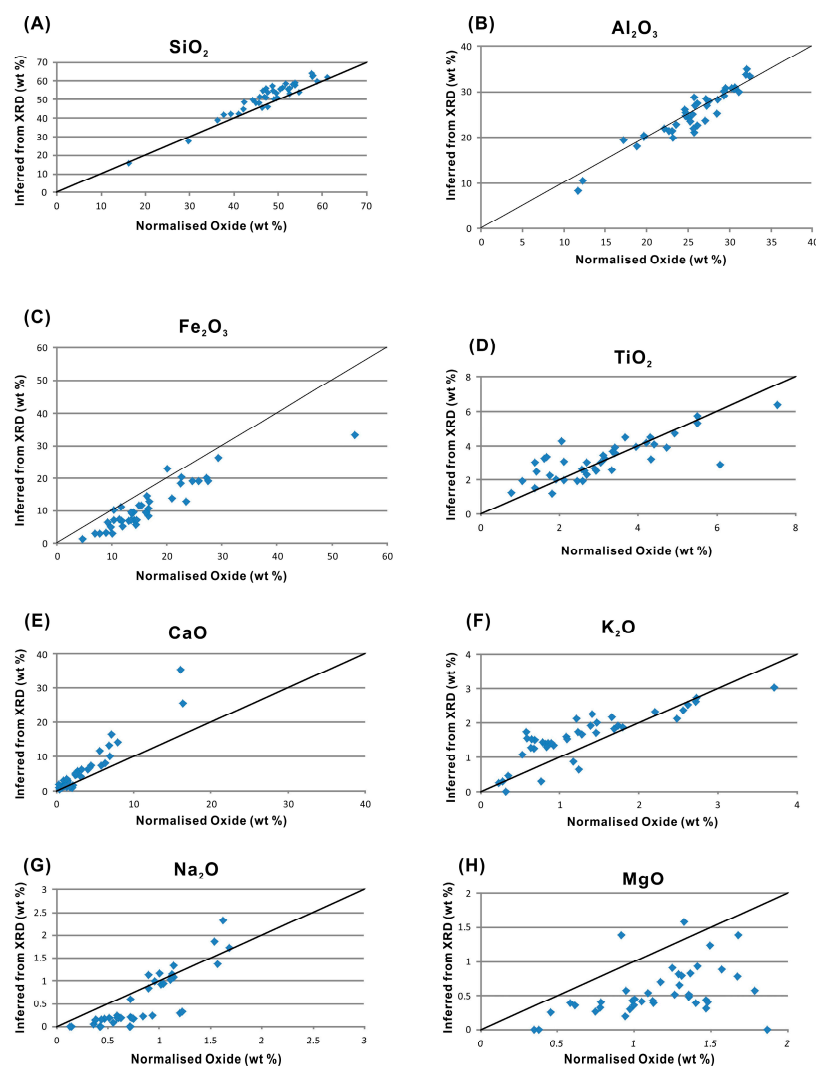 (A)
SiO2
Inferred from XRD (wt %)
70
60
50
40
30
20
10
0
0 10 20 30 40 50 60 70
Normalised Oxide (wt %)
(B)
Al2O3
Inferred from XRD (wt %)
40
30
20
10
0
0 5 10 15 20 25 30 35 40
Normalised Oxide (wt %)
(C)
Fe2O3
Inferred from XRD (wt %)
60
50
40
30
20
10
0
0 10 20 30 40 50 60
Normalised Oxide (wt %)
(D)
TiO2
Inferred from XRD (wt %)
8
6
4
2
0
0 2 4 6 8
Normalised Oxide (wt %)
(E)
CaO
Inferred from XRD (wt %)
40
30
20
10
0
0 10 20 30 40
Normalised Oxide (wt %)
(F)
K2O
Inferred from XRD (wt %)
4
3
2
1
0
0 1 2 3 4
Normalised Oxide (wt %)
(G)
Na2O
Inferred from XRD (wt %)
3
2.5
2
1.5
1
0.5
0
0 0.5 1 1.5 2 2.5 3
Normalised Oxide (wt %)
(H)
MgO
Inferred from XRD (wt %)
2
1.5
1
0.5
0
0 0.5 1 1.5 2
Normalised Oxide (wt %)